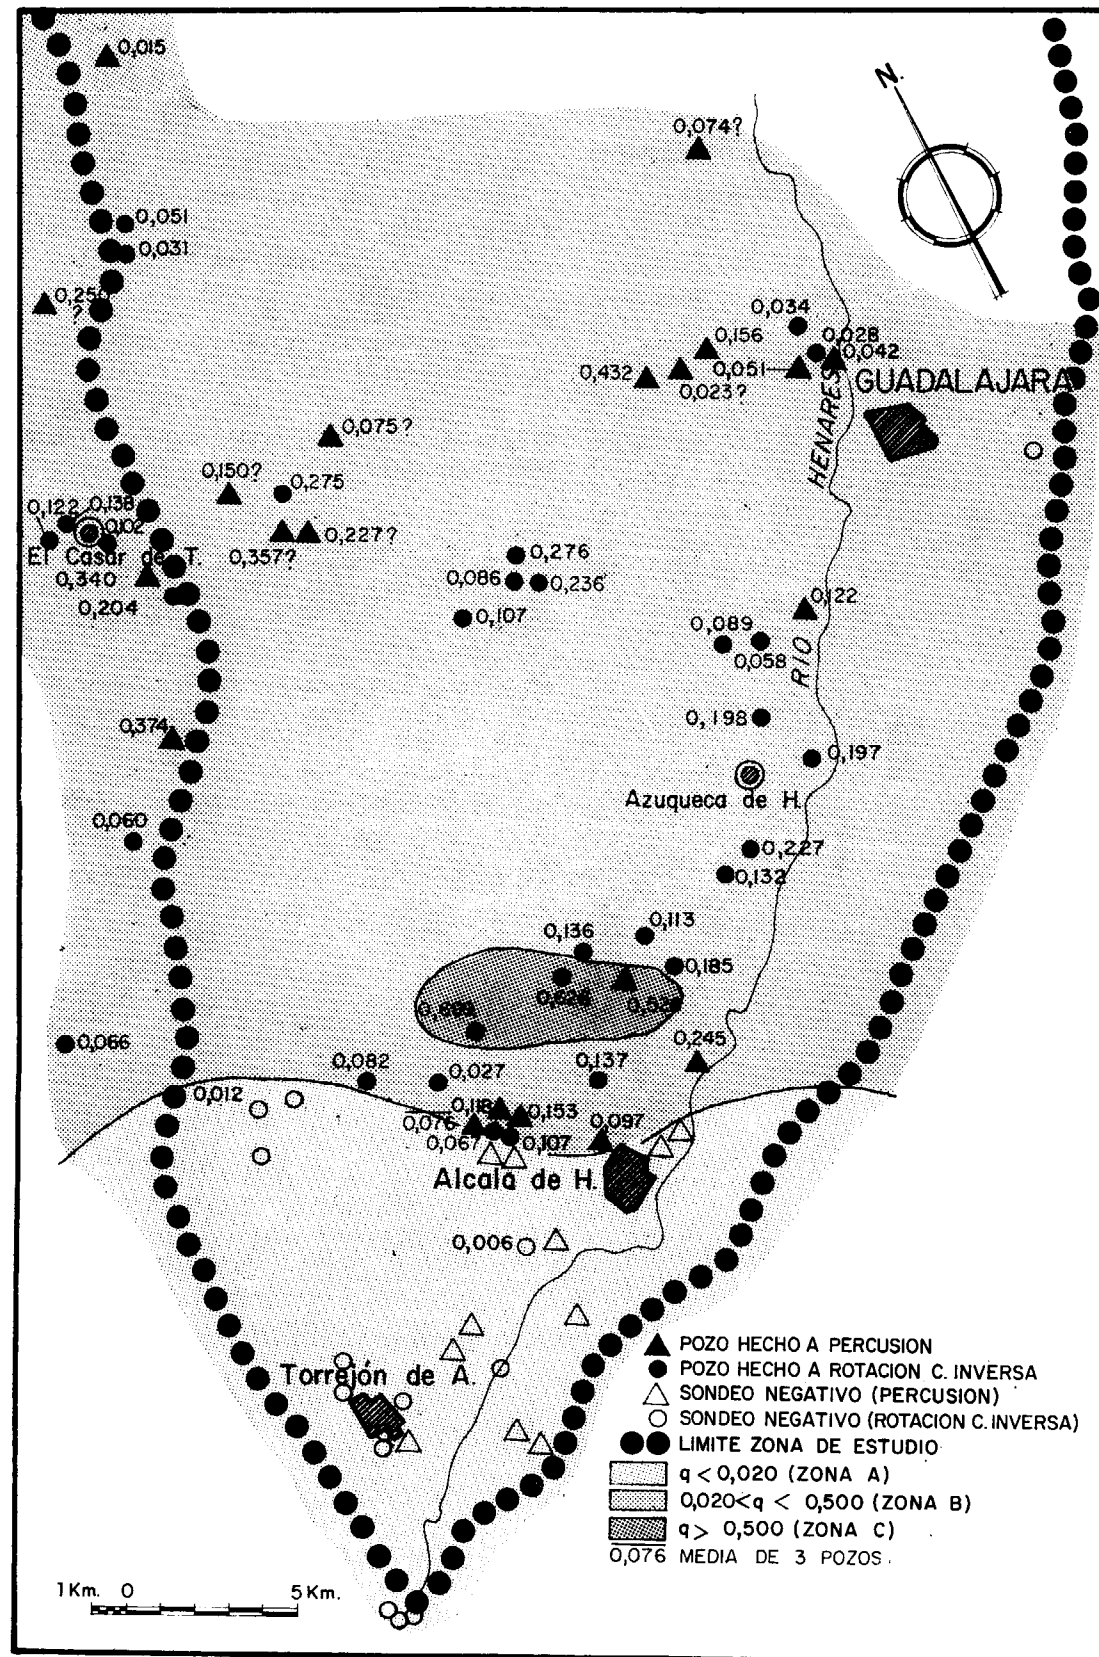 0,015
N.
0,074?
0,051
0,031
0,250
?
0,034
0,028
0,156
0,042
0,432
0,051
0,023?
GUADALAJARA
HENARES
0,075?
0,150?
0,275
0,122
0,138
0,102
0,227?
El Casar de T.
0,357?
0,276
0,340
0,086
0,236
0,204
0,107
0,122
0,089
0,058
RIO
0,374
0,198
0,197
Azuqueca de H.
0,060
0,227
0,132
0,113
0,136
0,185
0,626
0,066
0,245
0,082
0,027
0,137
0,012
0,118
0,153
0,076
0,097
0,067
0,107
Alcalá de H.
0,006
Torrejón de A.
POZO HECHO A PERCUSION
POZO HECHO A ROTACION C. INVERSA
SONDEO NEGATIVO (PERCUSION)
SONDEO NEGATIVO (ROTACION C. INVERSA)
LIMITE ZONA DE ESTUDIO
q < 0,020 (ZONA A)
0,020<q < 0,500 (ZONA B)
q > 0,500 (ZONA C)
0,076 MEDIA DE 3 POZOS.
1 Km. 0 5 Km.